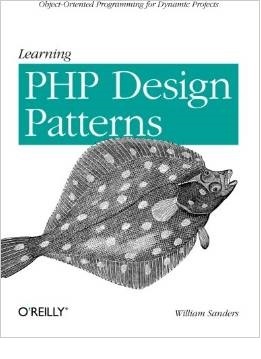 Object-Oriented Programming for Dynamic Projects
Learning
PHP Design
Patterns
O'REILLY®
William Sanders